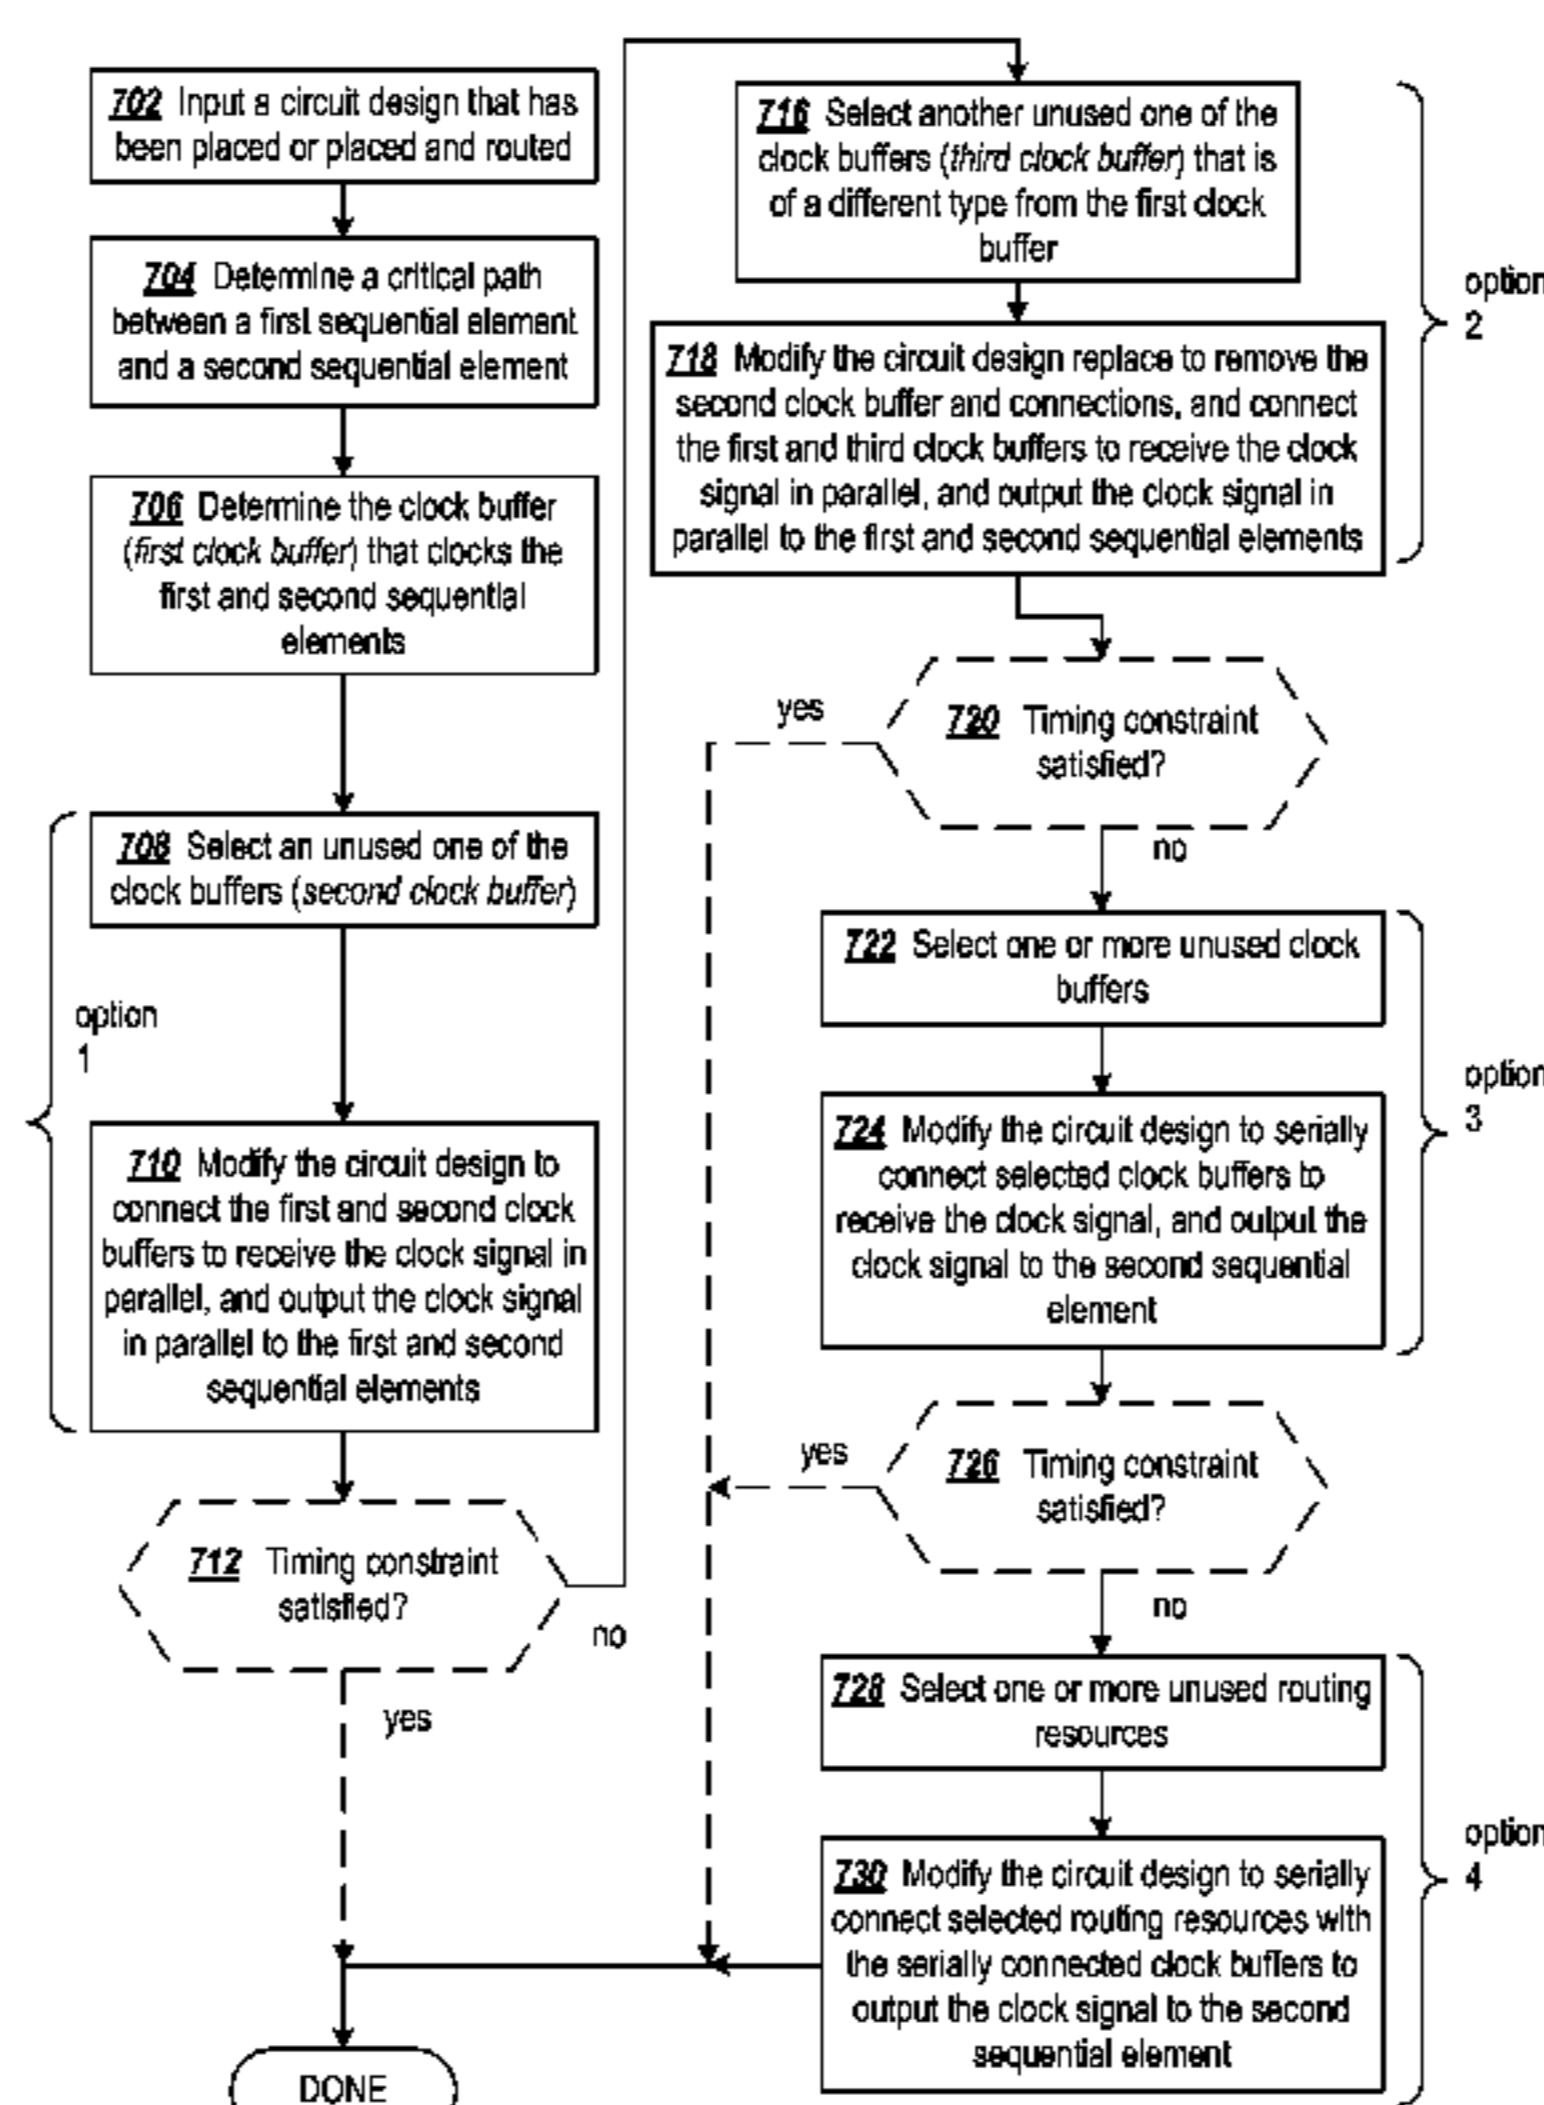 702 Input a circuit design that has
been placed or placed and routed
704 Determine a critical path
between a first sequential element
and a second sequential element
706 Determine the clock buffer
(first clock buffer) that clocks the
first and second sequential
elements
708 Select an unused one of the
clock buffers (second clock buffer)
option
1
710 Modify the circuit design to
connect the first and second clock
buffers to receive the clock signal in
parallel, and output the clock signal
in parallel to the first and second
sequential elements
712 Timing constraint
satisfied?
no
yes
DONE
716 Select another unused one of the
clock buffers (third clock buffer) that is
of a different type from the first clock
buffer
option
2
718 Modify the circuit design replace to remove the
second clock buffer and connections, and connect
the first and third clock buffers to receive the clock
signal in parallel, and output the clock signal in
parallel to the first and second sequential elements
yes
720 Timing constraint
satisfied?
no
722 Select one or more unused clock
buffers
option
3
724 Modify the circuit design to serially
connect selected clock buffers to
receive the clock signal, and output the
clock signal to the second sequential
element
yes
726 Timing constraint
satisfied?
no
728 Select one or more unused routing
resources
option
4
730 Modify the circuit design to serially
connect selected routing resources with
the serially connected clock buffers to
output the clock signal to the second
sequential element